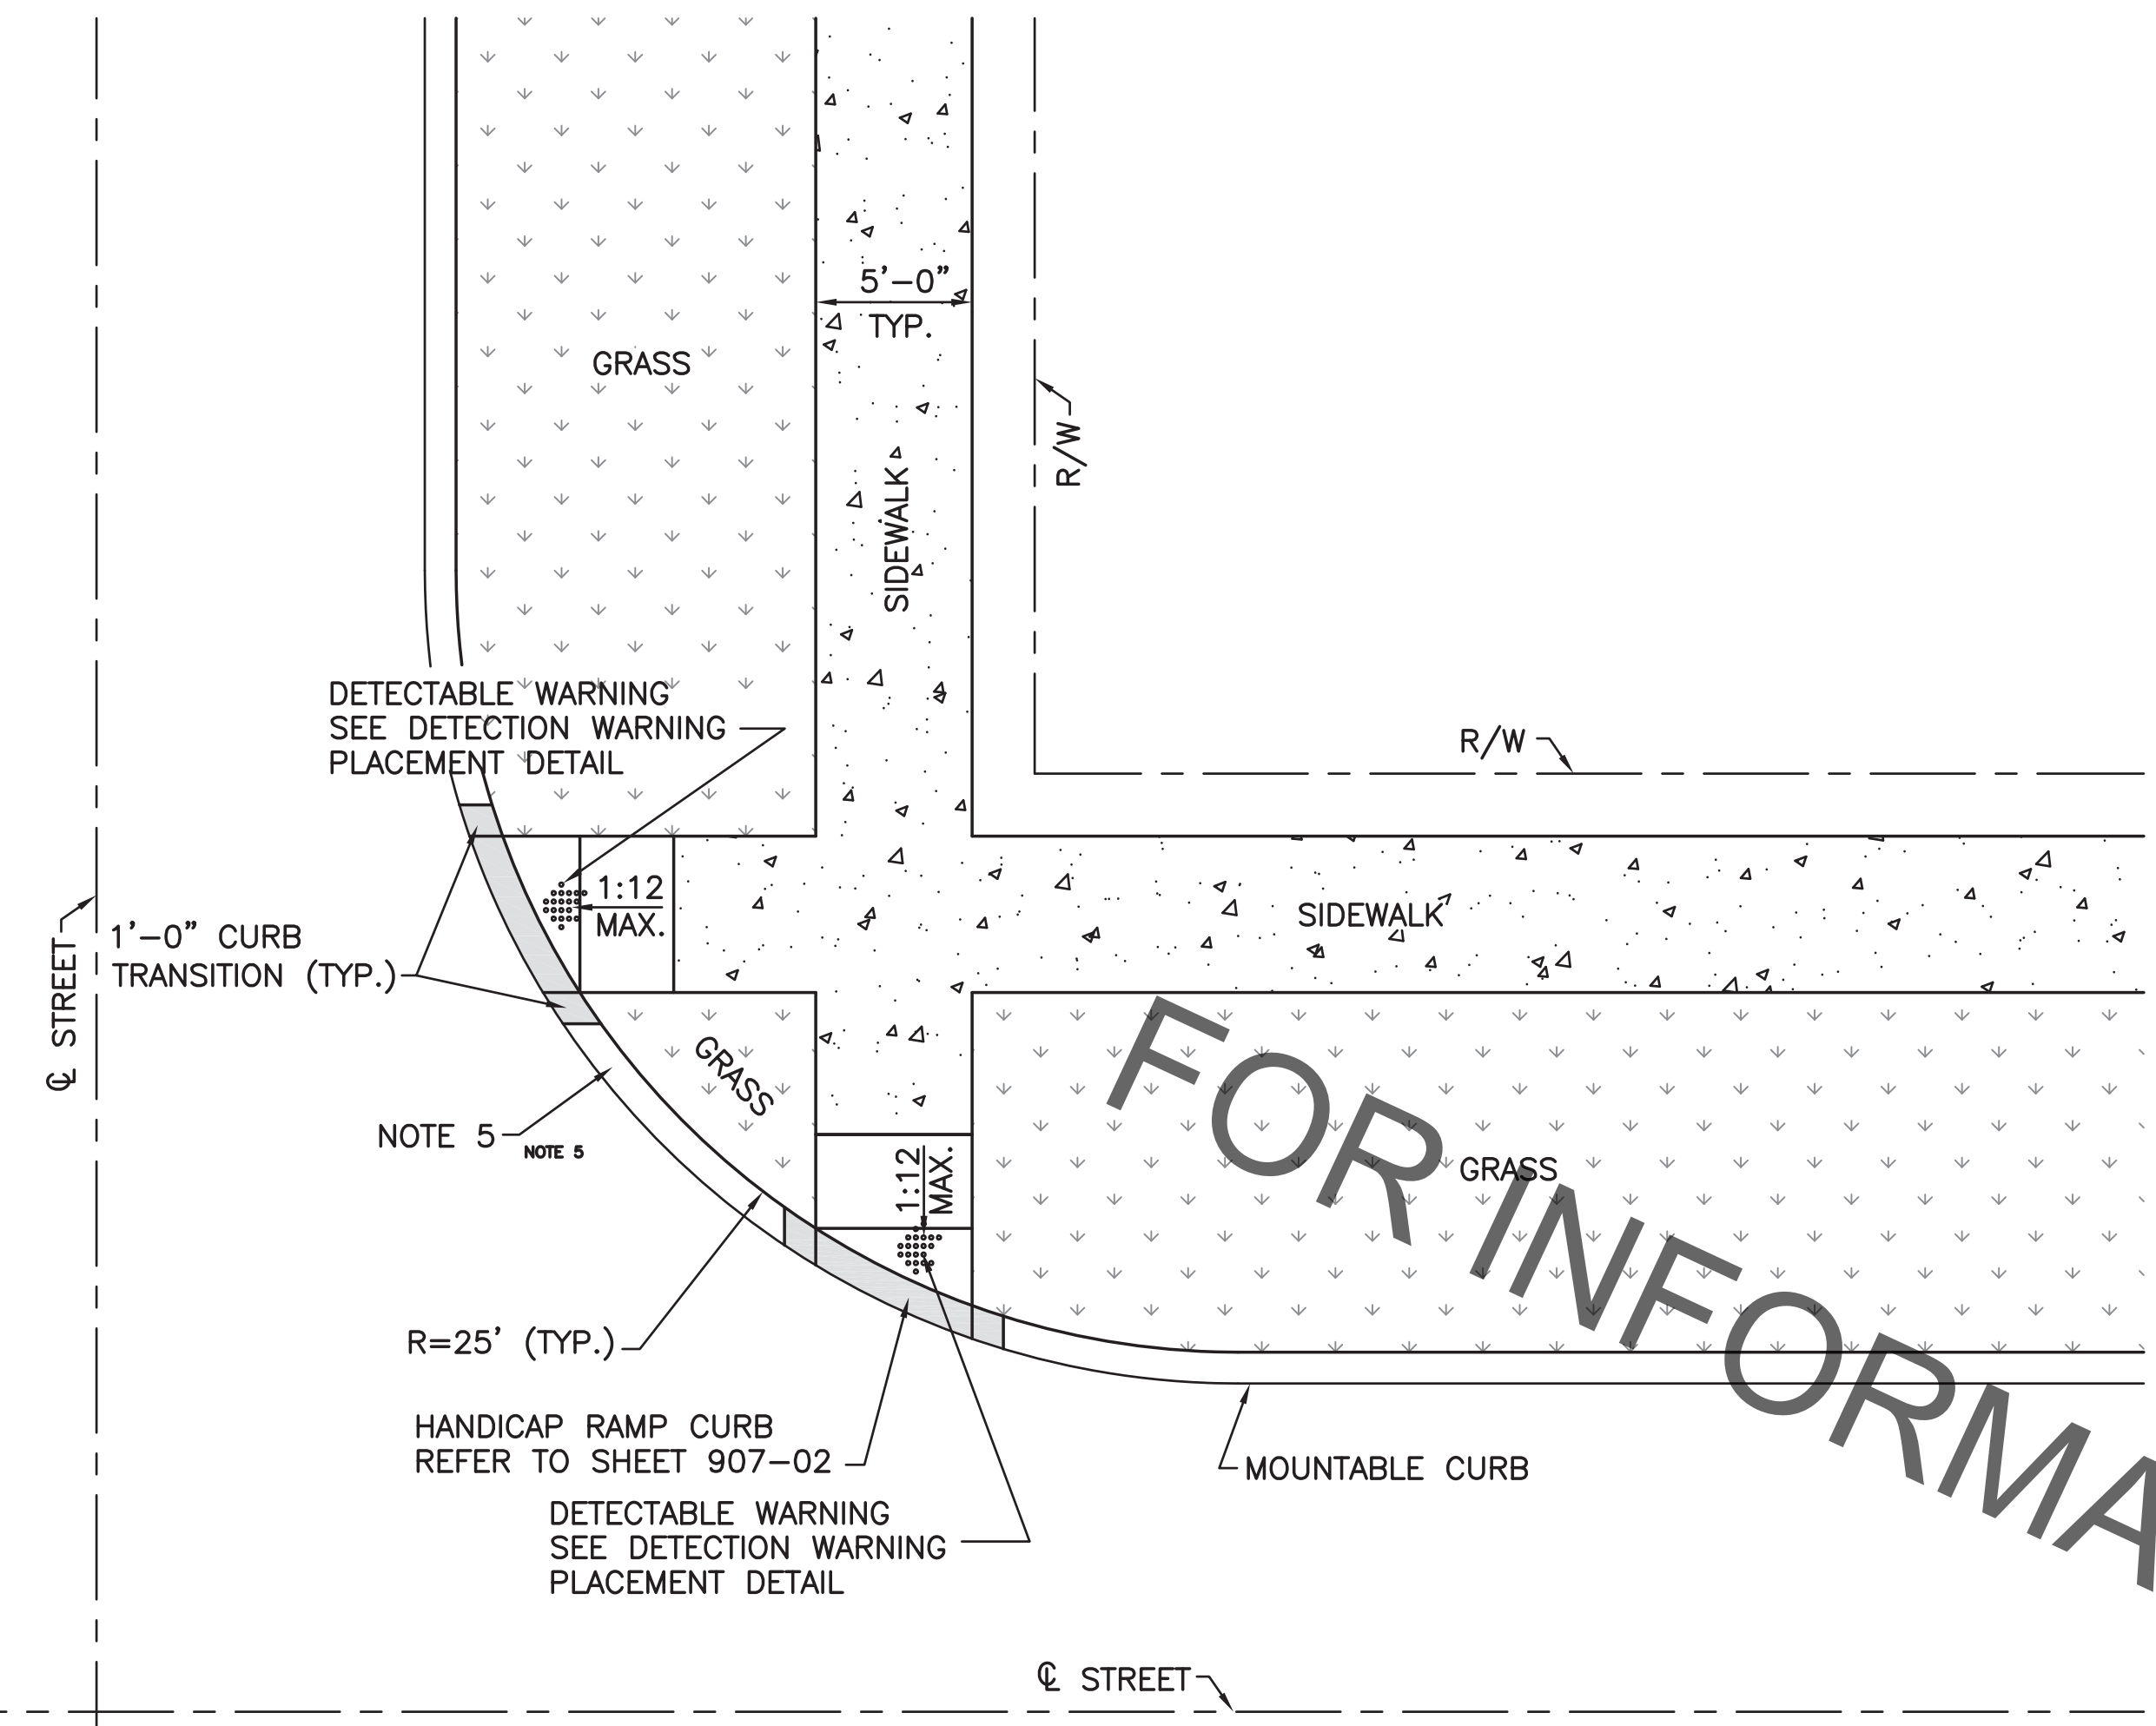 5'-0"
TYP.
GRASS
R/W
SIDEWALK
DETECTABLE WARNING
SEE DETECTION WARNING
PLACEMENT DETAIL
R/W
1:12
MAX.
SIDEWALK
1'-0" CURB
TRANSITION (TYP.)
℄ STREET
GRASS
NOTE 5
NOTE 5
1:12
MAX.
GRASS
R=25' (TYP.)
HANDICAP RAMP CURB
REFER TO SHEET 907-02
MOUNTABLE CURB
DETECTABLE WARNING
SEE DETECTION WARNING
PLACEMENT DETAIL
℄ STREET
FOR INFORMA